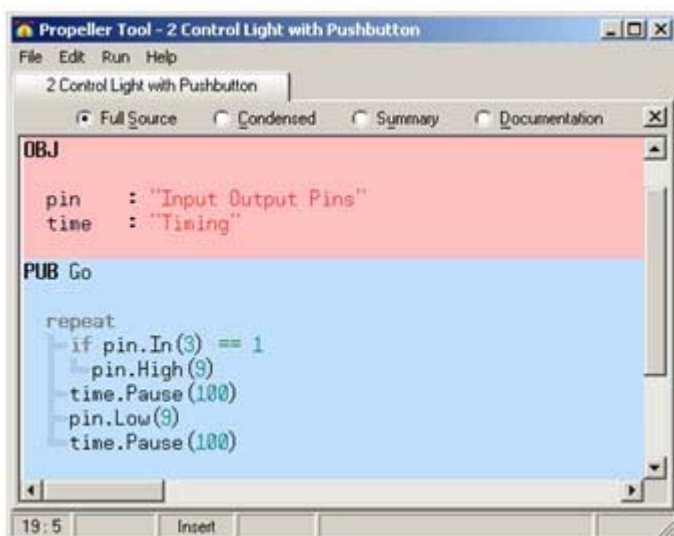 Propeller Tool - 2 Control Light with Pushbutton
File Edit Run Help
2 Control Light with Pushbutton
Full Source Condensed Summary Documentation
OBJ
pin : "Input Output Pins"
time : "Timing"
PUB Go
repeat
if pin.In(3) == 1
pin.High(9)
time.Pause(100)
pin.Low(9)
time.Pause(100)
19:5 Insert